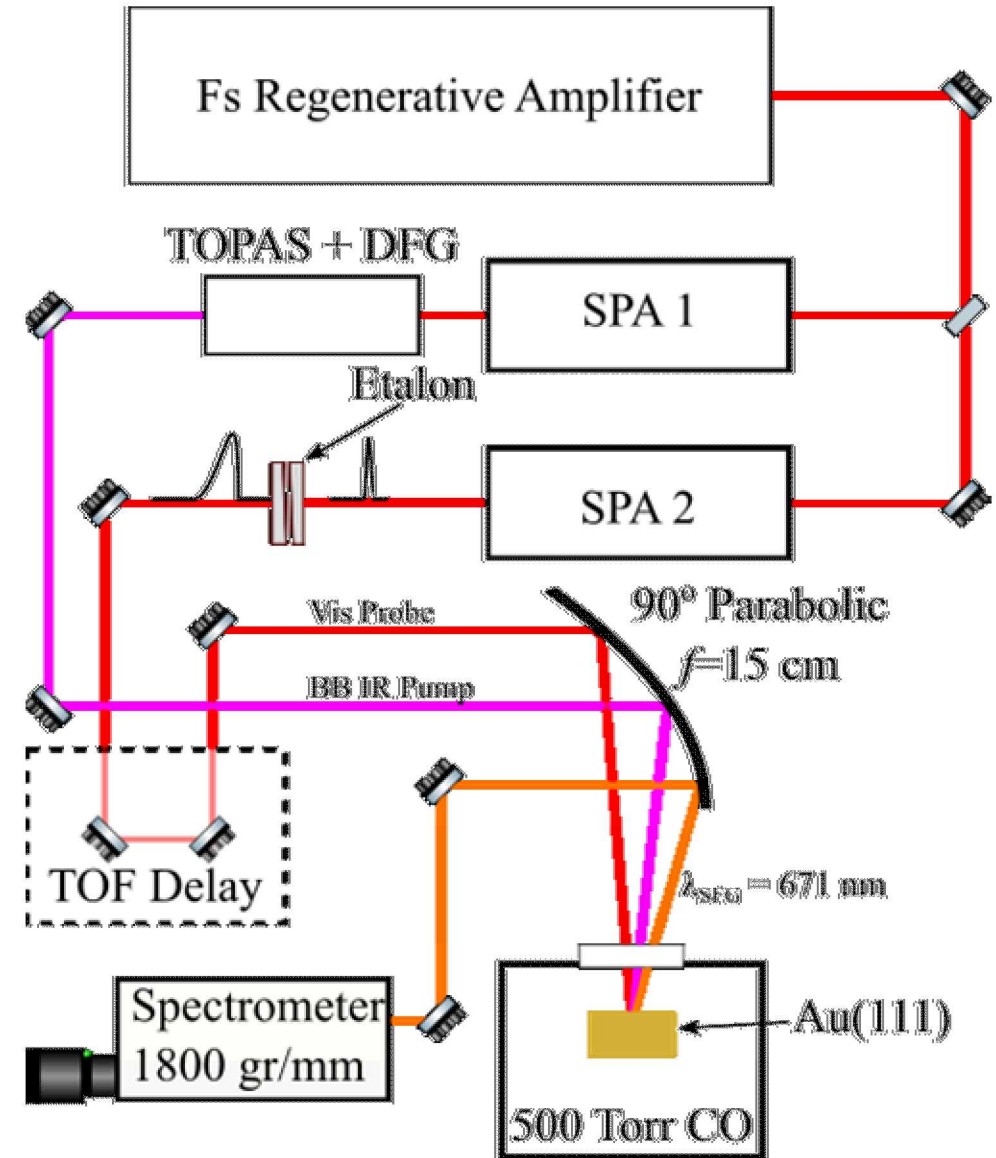 Fs Regenerative Amplifier
TOPAS + DFG
SPA 1
Etalon
SPA 2
90º Parabolic
f=15 cm
Vis Probe
BB IR Pump
TOF Delay
λSFG = 671 nm
Spectrometer
1800 gr/mm
Au(111)
500 Torr CO